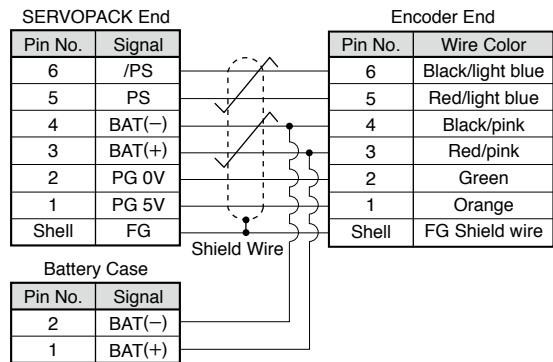 SERVOPACK End
Encoder End
Pin No. Signal
Pin No. Wire Color
6 /PS
6 Black/light blue
5 PS
5 Red/light blue
4 BAT(−)
4 Black/pink
3 BAT(+)
3 Red/pink
2 PG 0V
2 Green
1 PG 5V
1 Orange
Shell FG
Shell FG Shield wire
Shield Wire
Battery Case
Pin No. Signal
2 BAT(−)
1 BAT(+)